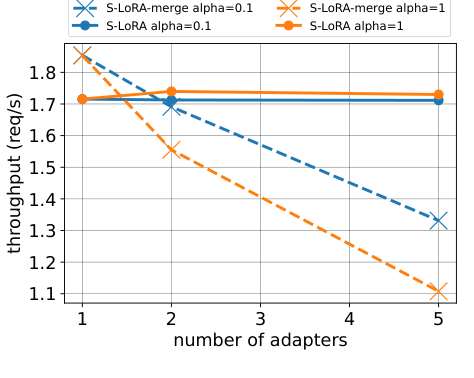 S-LoRA-merge alpha=0.1 S-LoRA-merge alpha=1
S-LoRA alpha=0.1 S-LoRA alpha=1
1.8
1.7
1.6
1.5
1.4
1.3
1.2
1.1
throughput (req/s)
1 2 3 4 5
number of adapters